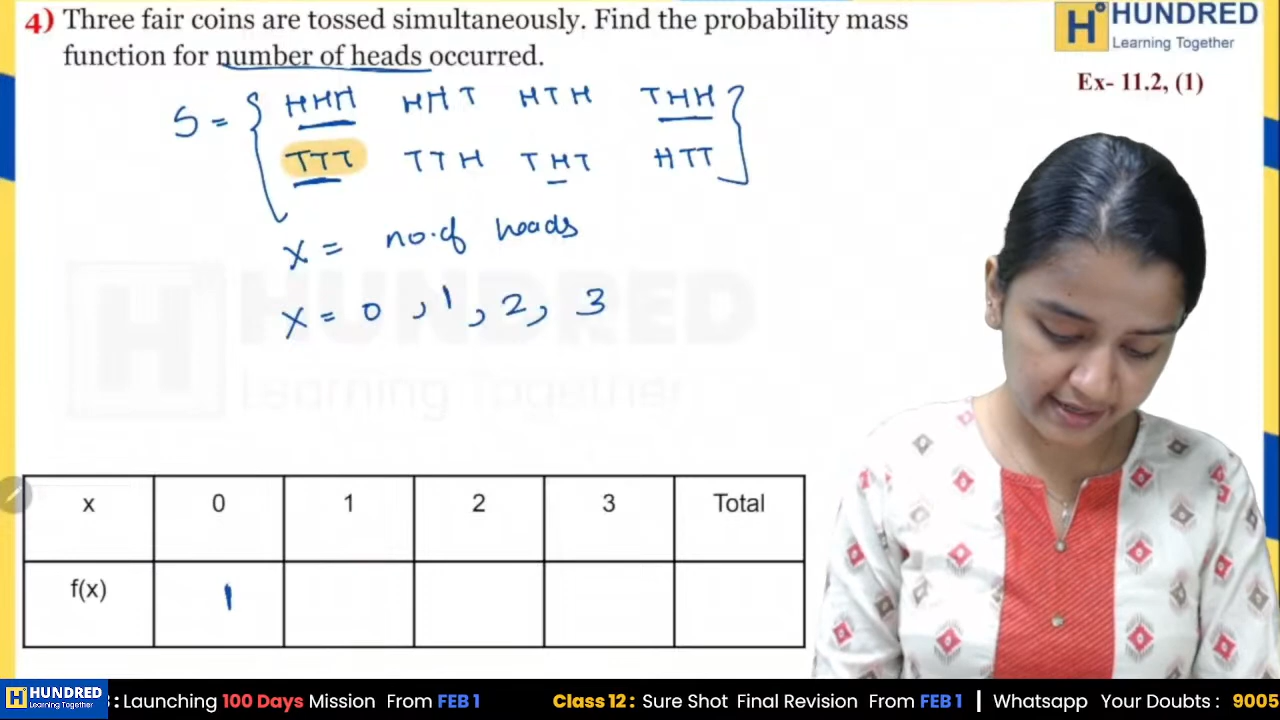 4) Three fair coins are tossed simultaneously. Find the probability mass
function for number of heads occurred.
HUNDRED
Learning Together
Ex- 11.2, (1)
S = { HHH HHT HTH THH }
TTT TTH THT HTT
X = no. of heads
X = 0, 1, 2, 3
HUNDRED
Learning Together
x 0 1 2 3 Total
f(x) 1
HUNDRED
Learning Together
: Launching 100 Days Mission From FEB 1 Class 12 : Sure Shot Final Revision From FEB 1 | Whatsapp Your Doubts : 9005